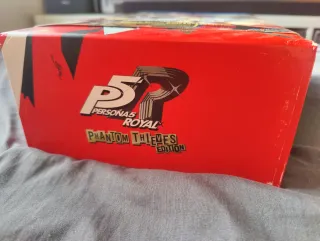 P5R
PERSONA5
ROYAL
PHANTOM THIEVES
EDITION